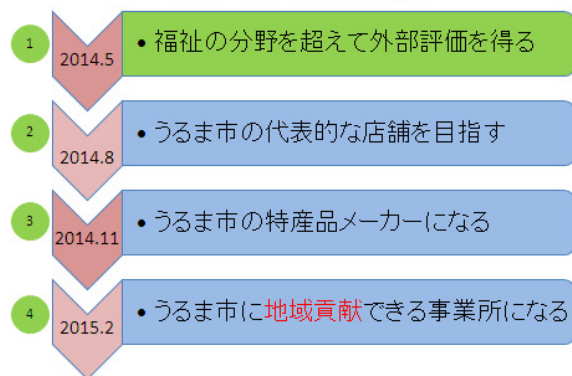 1
2014.5
• 福祉の分野を超えて外部評価を得る
2
2014.8
• うるま市の代表的な店舗を目指す
3
2014.11
• うるま市の特産品メーカーになる
4
2015.2
• うるま市に地域貢献できる事業所になる